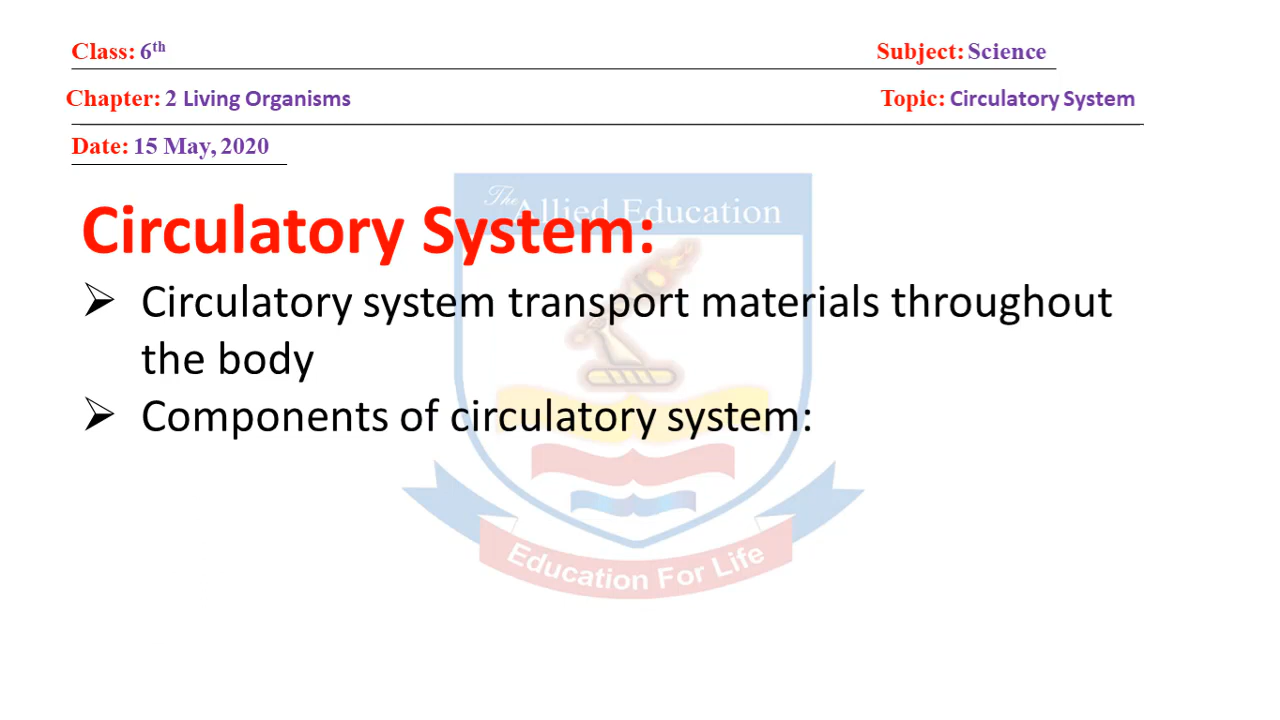 Class: 6th
Subject: Science
Chapter: 2 Living Organisms
Topic: Circulatory System
Date: 15 May, 2020
The Allied Education
Circulatory System:
➢ Circulatory system transport materials throughout
the body
➢ Components of circulatory system:
Education For Life